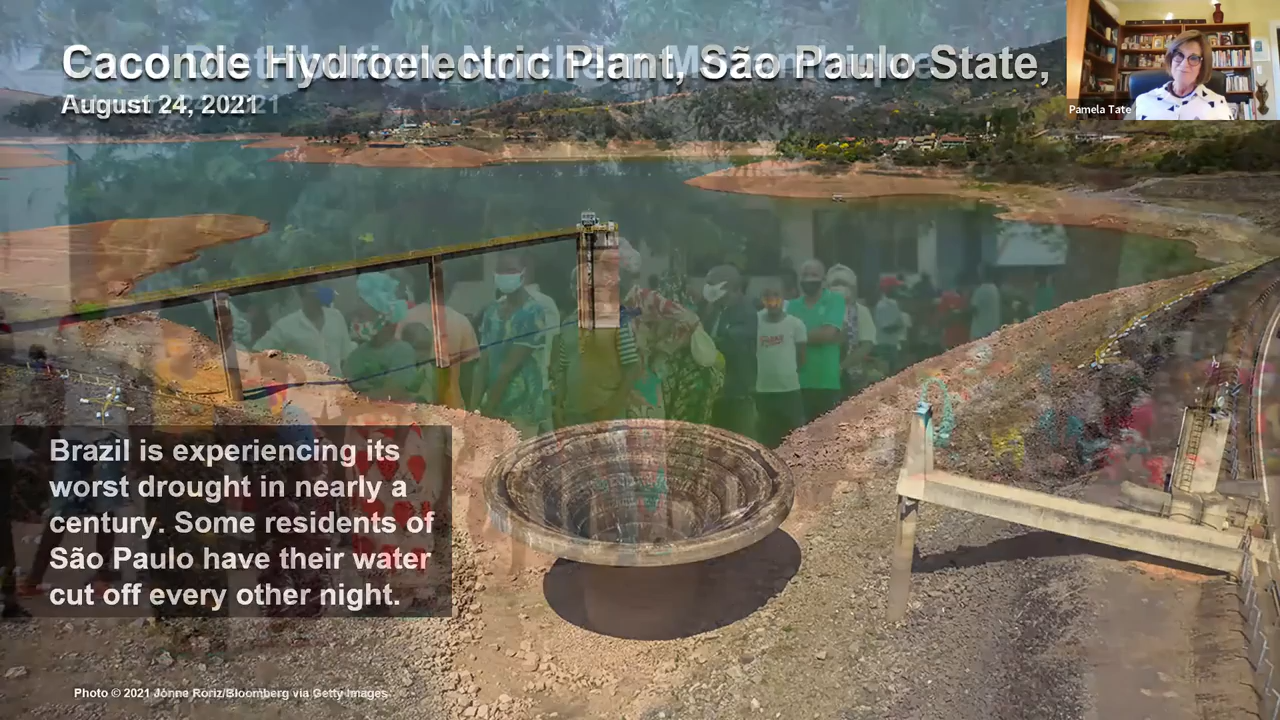 Caconde Hydroelectric Plant, São Paulo State,
August 24, 2021
Pamela Tate
Brazil is experiencing its
worst drought in nearly a
century. Some residents of
São Paulo have their water
cut off every other night.
Photo © 2021 Jonne Roriz/Bloomberg via Getty Images